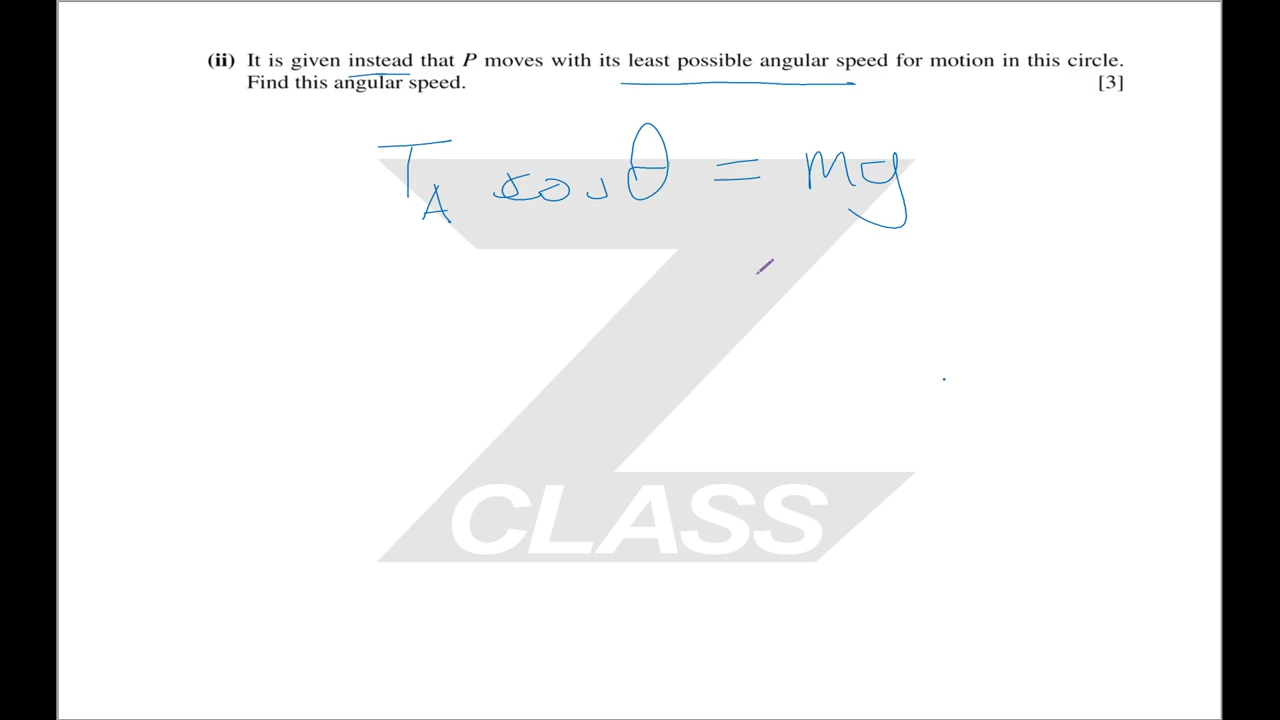 (ii) It is given instead that P moves with its least possible angular speed for motion in this circle.
Find this angular speed. [3]
T_A cos θ = mg
CLASS